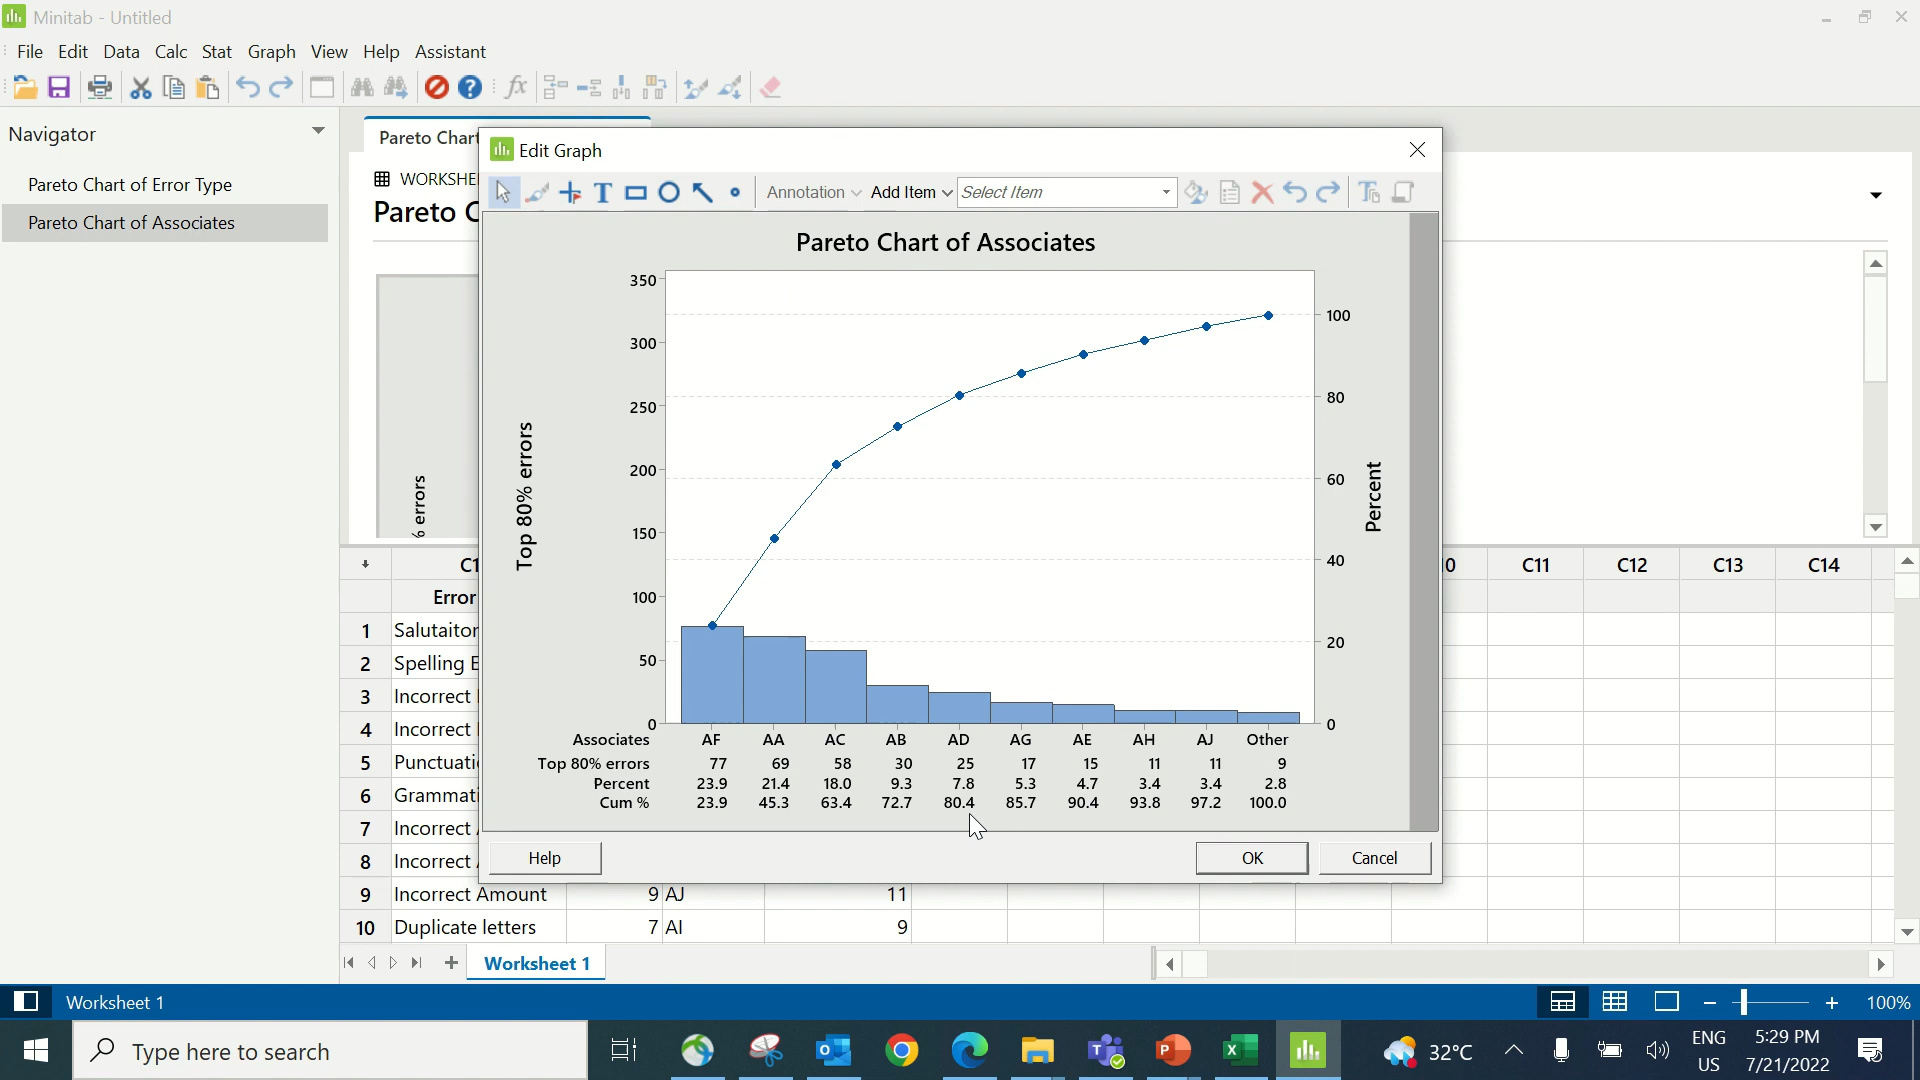 Minitab - Untitled
File Edit Data Calc Stat Graph View Help Assistant
Navigator
Pareto Chart of Error Type
Pareto Chart of Associates
Pareto Chart
WORKSHE
Pareto C
% errors
Edit Graph
Annotation Add Item Select Item
Pareto Chart of Associates
350
300
250
200
150
100
50
0
Top 80% errors
100
80
60
40
20
0
Percent
Associates AF AA AC AB AD AG AE AH AJ Other
Top 80% errors 77 69 58 30 25 17 15 11 11 9
Percent 23.9 21.4 18.0 9.3 7.8 5.3 4.7 3.4 3.4 2.8
Cum % 23.9 45.3 63.4 72.7 80.4 85.7 90.4 93.8 97.2 100.0
Help OK Cancel
C1 10 C11 C12 C13 C14
Error
1 Salutaitor
2 Spelling E
3 Incorrect
4 Incorrect
5 Punctuati
6 Grammati
7 Incorrect
8 Incorrect
9 Incorrect Amount 9 AJ 11
10 Duplicate letters 7 AI 9
Worksheet 1
Worksheet 1 100%
Type here to search
32°C
ENG
US
5:29 PM
7/21/2022